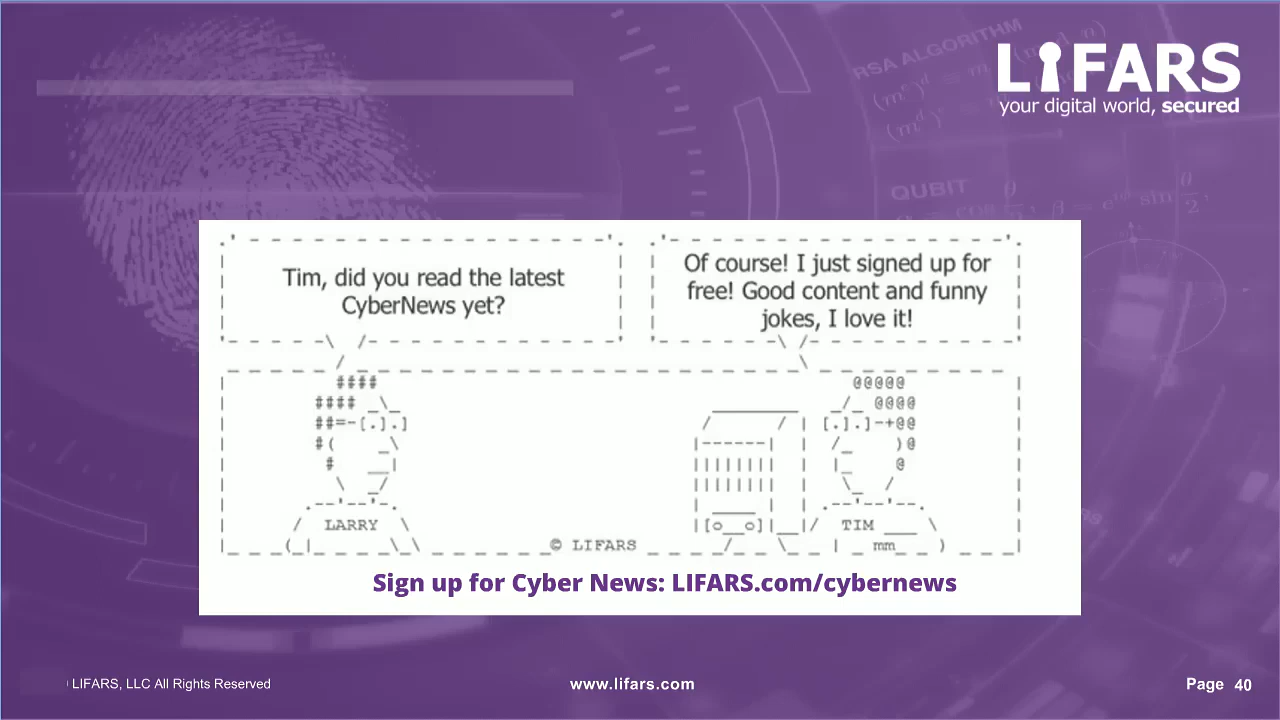 RSA ALGORITHM
LIFARS
your digital world, secured
QUBIT
Tim, did you read the latest
CyberNews yet?
Of course! I just signed up for
free! Good content and funny
jokes, I love it!
LARRY
TIM
mm
© LIFARS
Sign up for Cyber News: LIFARS.com/cybernews
LIFARS, LLC All Rights Reserved
www.lifars.com
Page 40